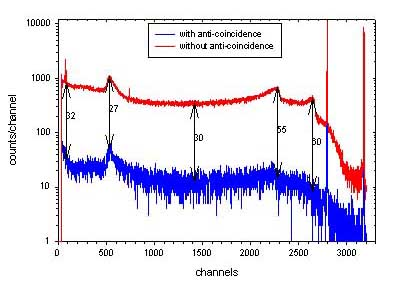 with anti-coincidence
without anti-coincidence
10000
1000
100
10
1
counts/channel
32
27
30
55
60
0 500 1000 1500 2000 2500 3000
channels